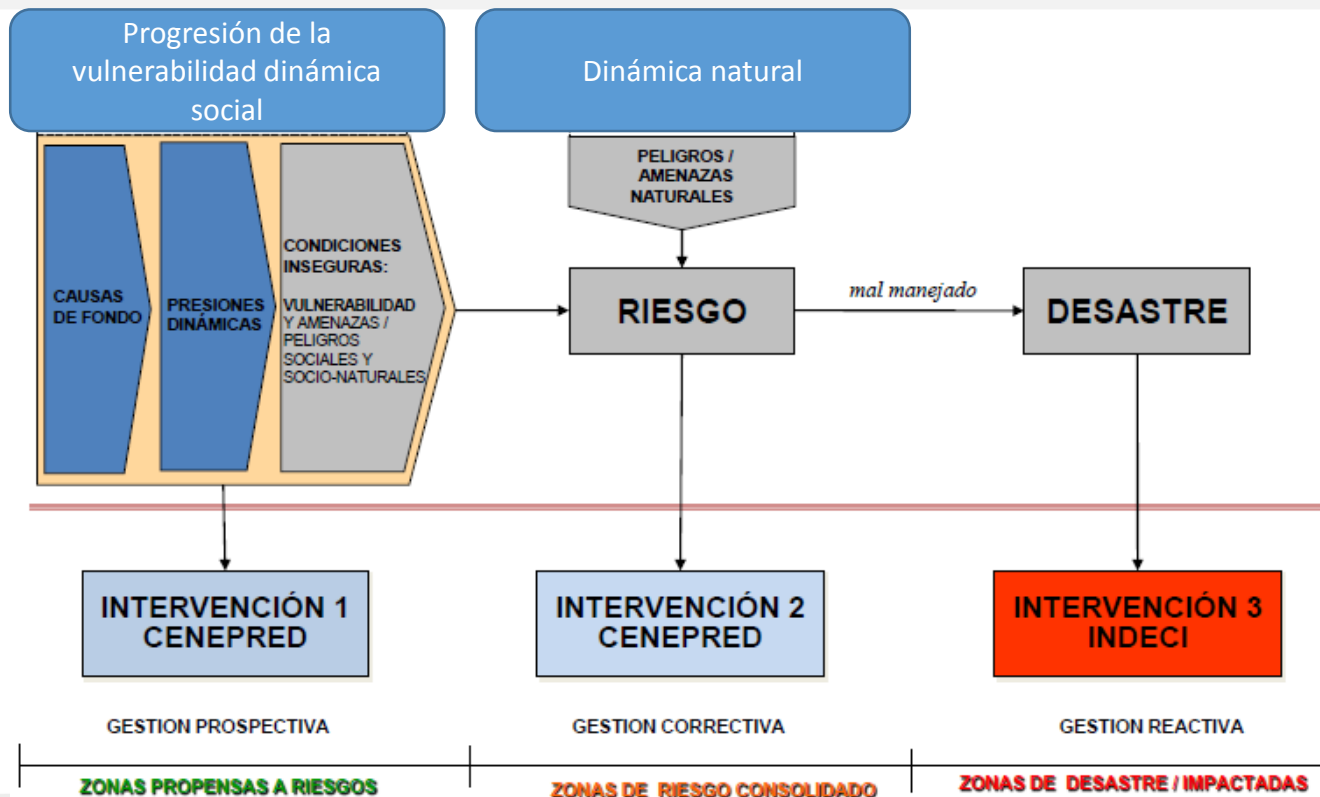 Progresión de la
vulnerabilidad dinámica
social
Dinámica natural
PELIGROS /
AMENAZAS
NATURALES
CAUSAS
DE FONDO
PRESIONES
DINÁMICAS
CONDICIONES
INSEGURAS:
VULNERABILIDAD
Y AMENAZAS /
PELIGROS
SOCIALES Y
SOCIO-NATURALES
RIESGO
mal manejado
DESASTRE
INTERVENCIÓN 1
CENEPRED
INTERVENCIÓN 2
CENEPRED
INTERVENCIÓN 3
INDECI
GESTION PROSPECTIVA
GESTION CORRECTIVA
GESTION REACTIVA
ZONAS PROPENSAS A RIESGOS
ZONAS DE RIESGO CONSOLIDADO
ZONAS DE DESASTRE / IMPACTADAS